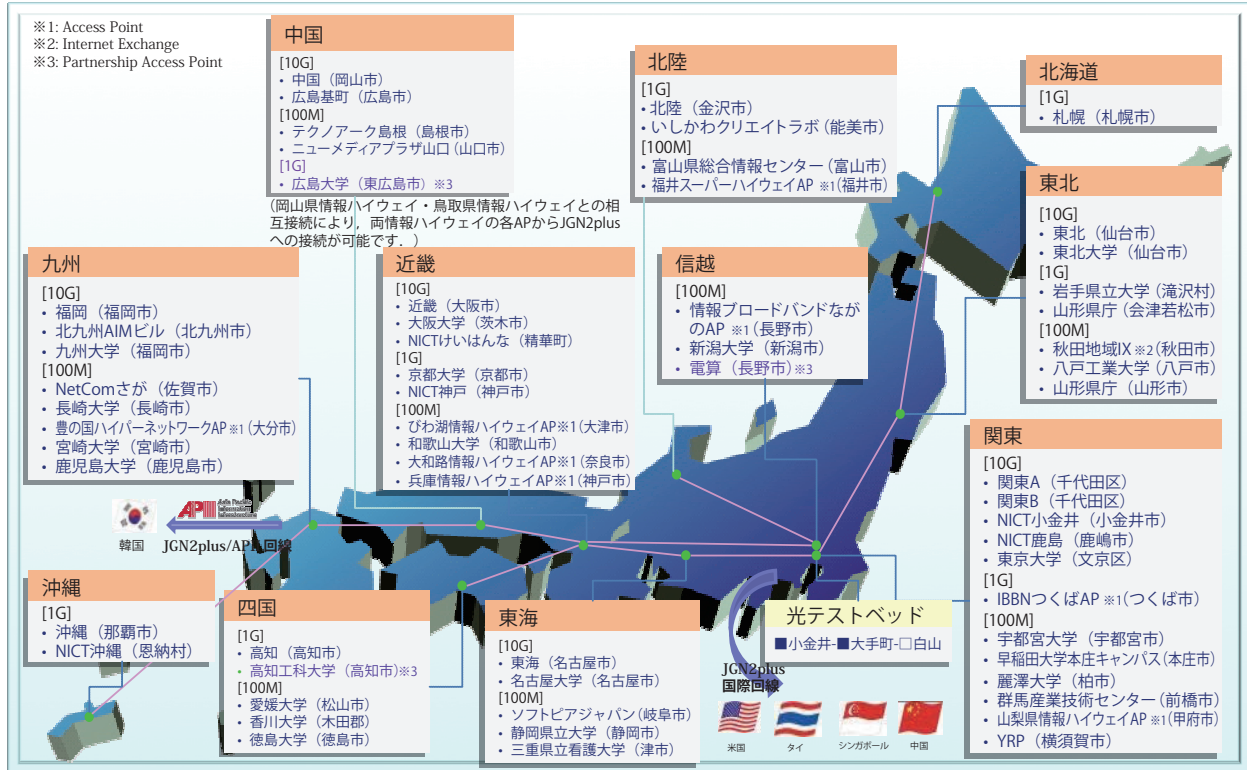 ※1: Access Point
※2: Internet Exchange
※3: Partnership Access Point
中国
[10G]
・中国（岡山市）
・広島基町（広島市）
[100M]
・テクノアーク島根（島根市）
・ニューメディアプラザ山口（山口市）
[1G]
・広島大学（東広島市）※3
（岡山県情報ハイウェイ・鳥取県情報ハイウェイとの相
互接続により，両情報ハイウェイの各APからJGN2plus
への接続が可能です．）
北陸
[1G]
・北陸（金沢市）
・いしかわクリエイトラボ（能美市）
[100M]
・富山県総合情報センター（富山市）
・福井スーパーハイウェイAP ※1（福井市）
北海道
[1G]
・札幌（札幌市）
東北
[10G]
・東北（仙台市）
・東北大学（仙台市）
[1G]
・岩手県立大学（滝沢村）
・山形県庁（会津若松市）
[100M]
・秋田地域IX ※2（秋田市）
・八戸工業大学（八戸市）
・山形県庁（山形市）
九州
[10G]
・福岡（福岡市）
・北九州AIMビル（北九州市）
・九州大学（福岡市）
[100M]
・NetComさが（佐賀市）
・長崎大学（長崎市）
・豊の国ハイパーネットワークAP ※1（大分市）
・宮崎大学（宮崎市）
・鹿児島大学（鹿児島市）
近畿
[10G]
・近畿（大阪市）
・大阪大学（茨木市）
・NICTけいはんな（精華町）
[1G]
・京都大学（京都市）
・NICT神戸（神戸市）
[100M]
・びわ湖情報ハイウェイAP※1（大津市）
・和歌山大学（和歌山市）
・大和路情報ハイウェイAP※1（奈良市）
・兵庫情報ハイウェイAP※1（神戸市）
信越
[100M]
・情報ブロードバンドなが
のAP ※1（長野市）
・新潟大学（新潟市）
・電算（長野市）※3
関東
[10G]
・関東A（千代田区）
・関東B（千代田区）
・NICT小金井（小金井市）
・NICT鹿島（鹿嶋市）
・東京大学（文京区）
[1G]
・IBBNつくばAP ※1（つくば市）
[100M]
・宇都宮大学（宇都宮市）
・早稲田大学本庄キャンパス（本庄市）
・麗澤大学（柏市）
・群馬産業技術センター（前橋市）
・山梨県情報ハイウェイAP ※1（甲府市）
・YRP（横須賀市）
APII Asia Pacific
Information
Infrastructure
韓国
JGN2plus/APII 回線
沖縄
[1G]
・沖縄（那覇市）
・NICT沖縄（恩納村）
四国
[1G]
・高知（高知市）
・高知工科大学（高知市）※3
[100M]
・愛媛大学（松山市）
・香川大学（木田郡）
・徳島大学（徳島市）
東海
[10G]
・東海（名古屋市）
・名古屋大学（名古屋市）
[100M]
・ソフトピアジャパン（岐阜市）
・静岡県立大学（静岡市）
・三重県立看護大学（津市）
光テストベッド
■小金井-■大手町-□白山
JGN2plus
国際回線
米国
タイ
シンガポール
中国